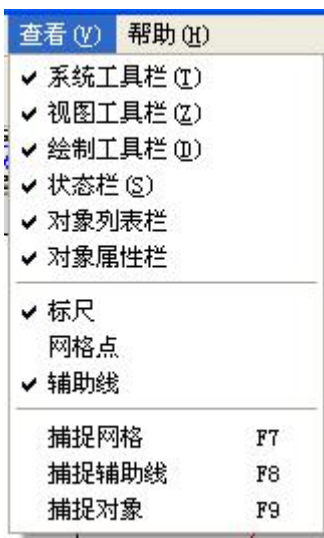 查看(V) 帮助(H)
系统工具栏(T)
视图工具栏(Z)
绘制工具栏(D)
状态栏(S)
对象列表栏
对象属性栏
标尺
网格点
辅助线
捕捉网格 F7
捕捉辅助线 F8
捕捉对象 F9